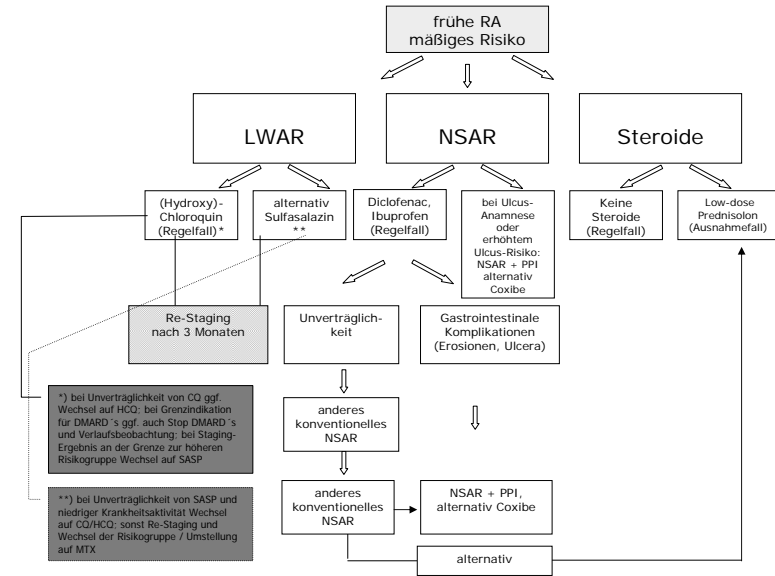 frühe RA
mäßiges Risiko
LWAR
NSAR
Steroide
(Hydroxy)-
Chloroquin
(Regelfall)*
alternativ
Sulfasalazin
**
Diclofenac,
Ibuprofen
(Regelfall)
bei Ulcus-
Anamnese
oder
erhöhtem
Ulcus-Risiko:
NSAR + PPI
alternativ
Coxibe
Keine
Steroide
(Regelfall)
Low-dose
Prednisolon
(Ausnahmefall)
Re-Staging
nach 3 Monaten
Unverträglich-
keit
Gastrointestinale
Komplikationen
(Erosionen, Ulcera)
*) bei Unverträglichkeit von CQ ggf.
Wechsel auf HCQ; bei Grenzindikation
für DMARD´s ggf. auch Stop DMARD´s
und Verlaufsbeobachtung; bei Staging-
Ergebnis an der Grenze zur höheren
Risikogruppe Wechsel auf SASP
anderes
konventionelles
NSAR
**) bei Unverträglichkeit von SASP und
niedriger Krankheitsaktivität Wechsel
auf CQ/HCQ; sonst Re-Staging und
Wechsel der Risikogruppe / Umstellung
auf MTX
anderes
konventionelles
NSAR
NSAR + PPI,
alternativ Coxibe
alternativ